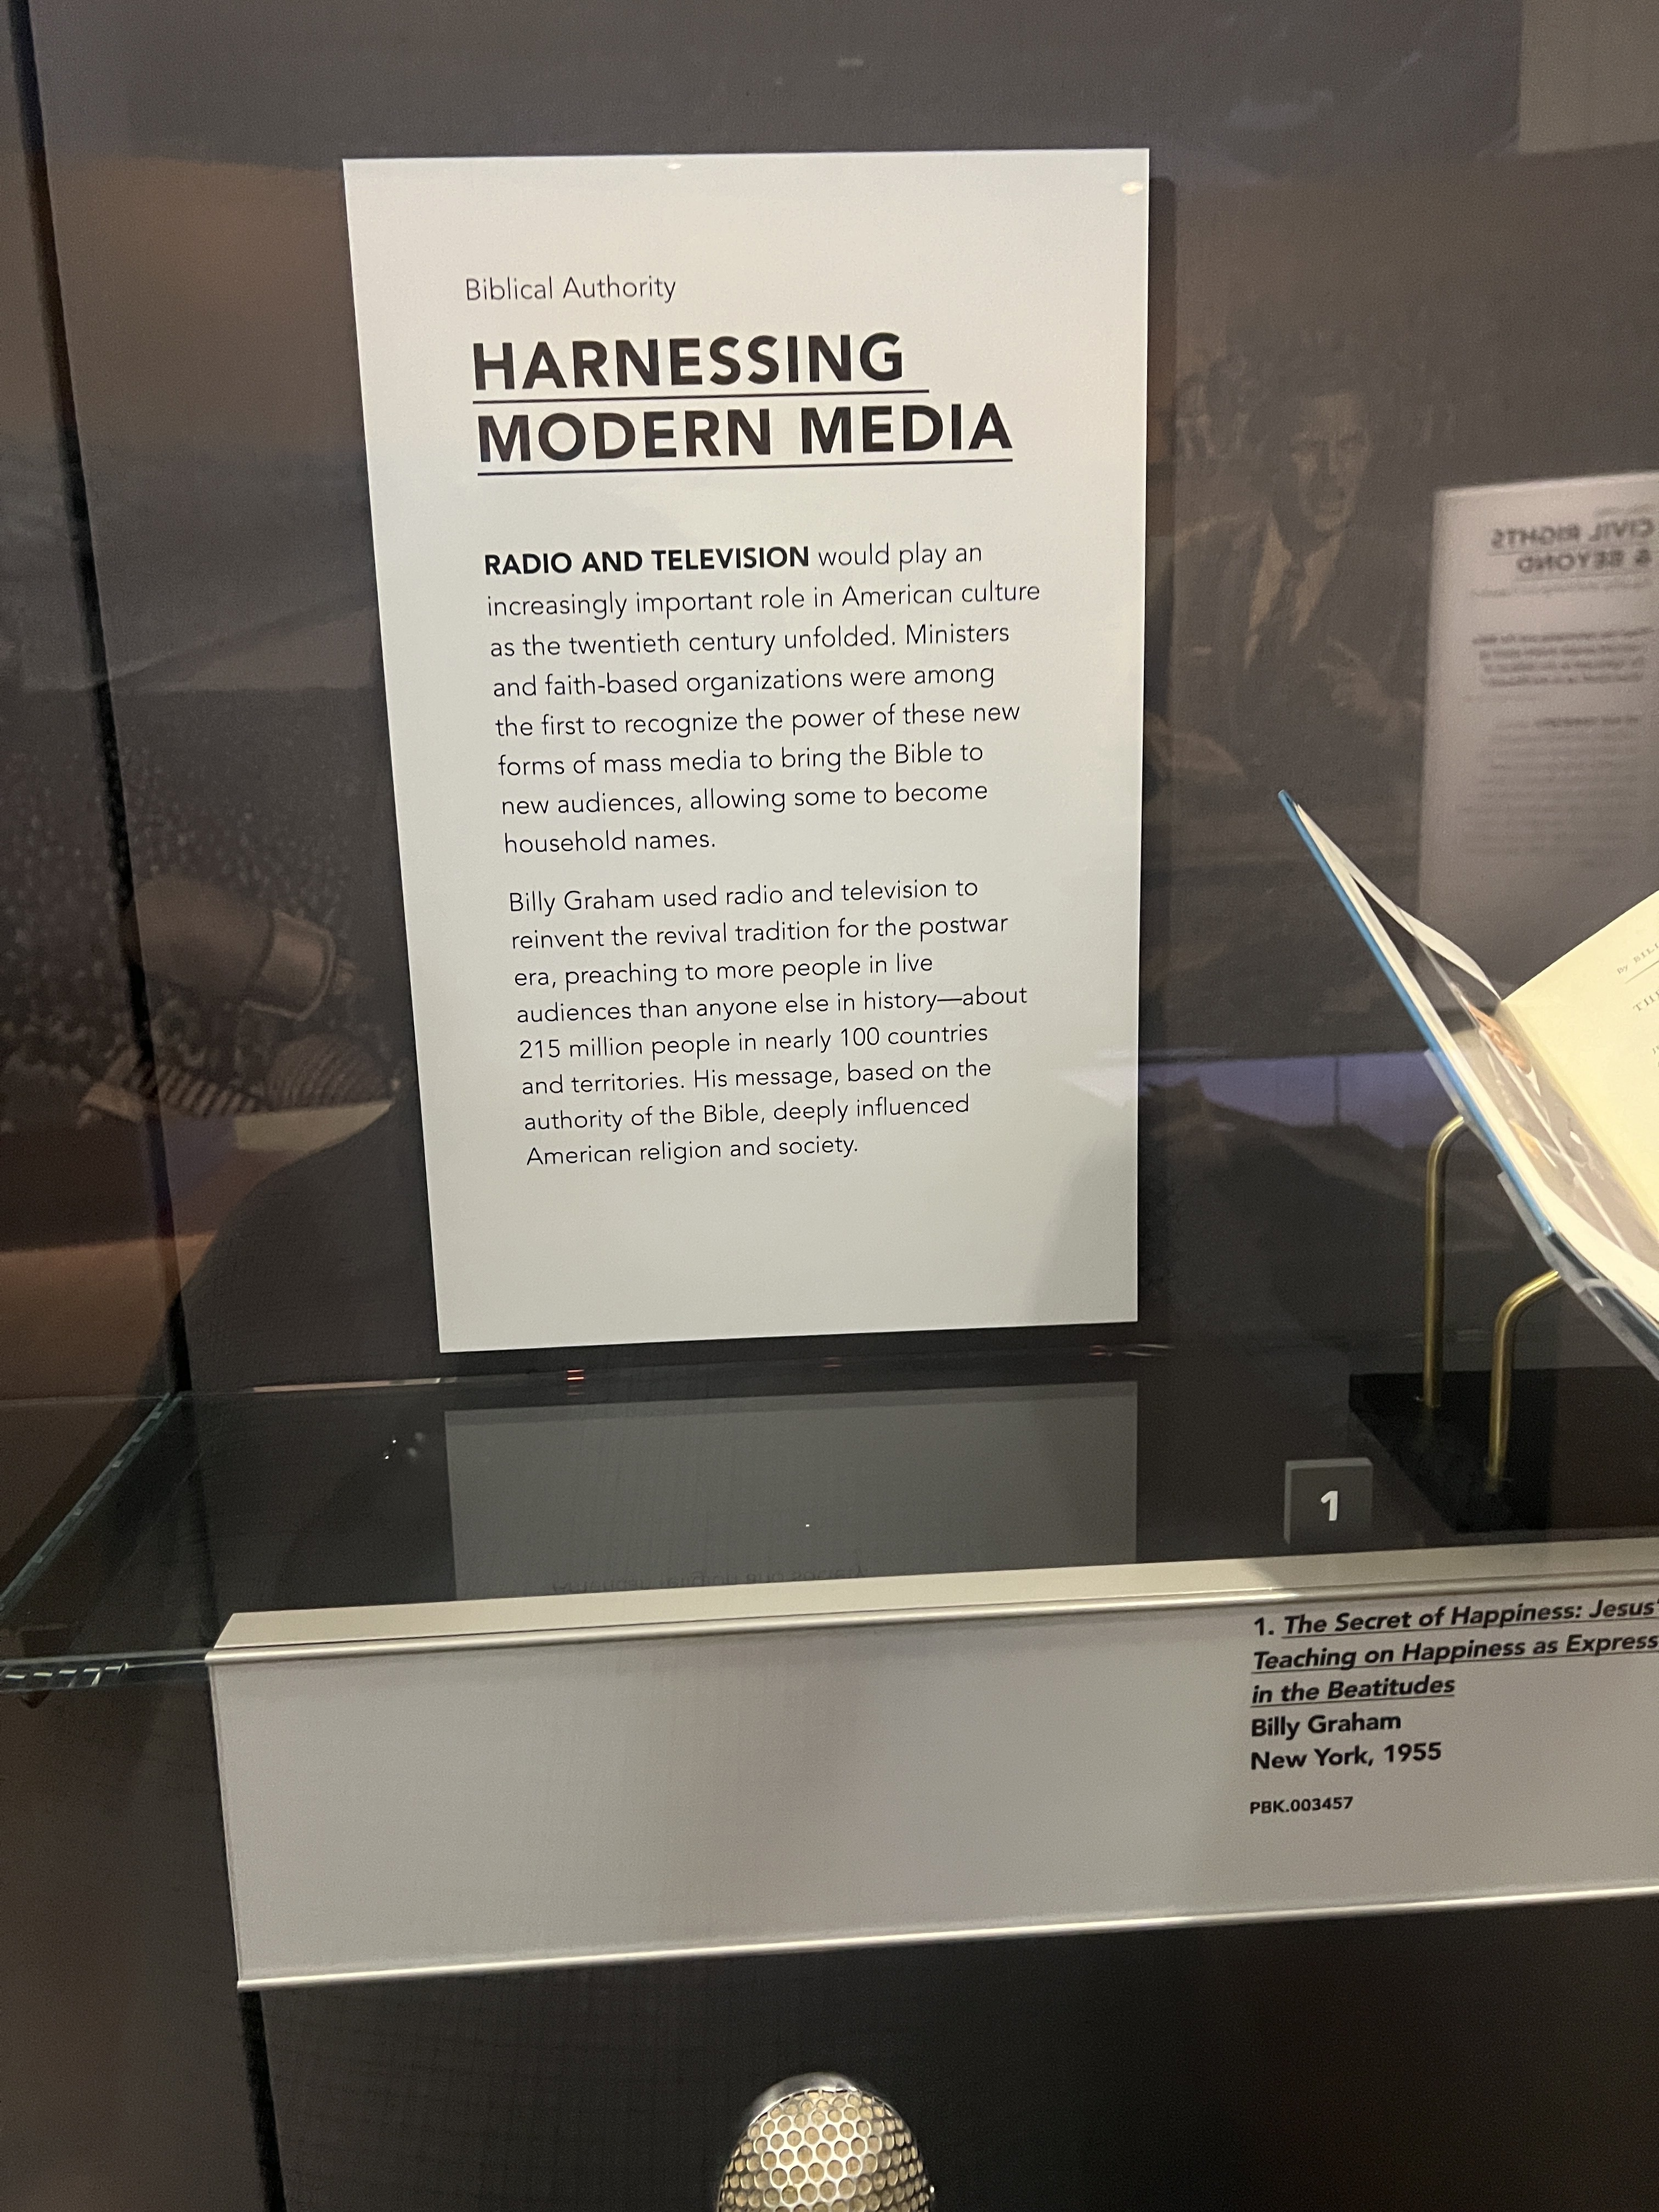 Biblical Authority
HARNESSING
MODERN MEDIA
RADIO AND TELEVISION would play an
increasingly important role in American culture
as the twentieth century unfolded. Ministers
and faith-based organizations were among
the first to recognize the power of these new
forms of mass media to bring the Bible to
new audiences, allowing some to become
household names.
Billy Graham used radio and television to
reinvent the revival tradition for the postwar
era, preaching to more people in live
audiences than anyone else in history—about
215 million people in nearly 100 countries
and territories. His message, based on the
authority of the Bible, deeply influenced
American religion and society.
CIVIL RIGHTS
& BEYOND
1
1. The Secret of Happiness: Jesus'
Teaching on Happiness as Express
in the Beatitudes
Billy Graham
New York, 1955
PBK.003457